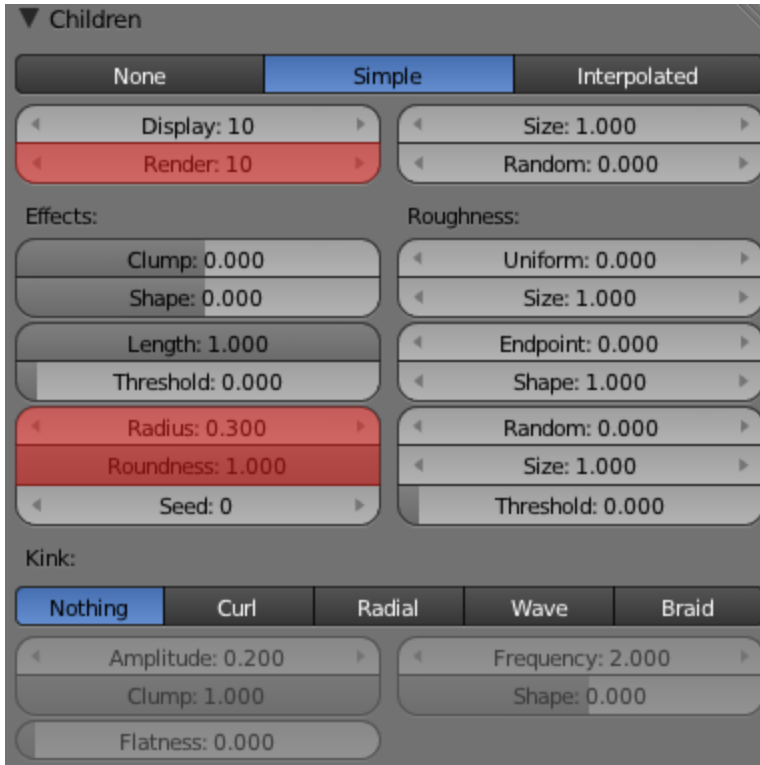 Children
None Simple Interpolated
Display: 10 Size: 1.000
Render: 10 Random: 0.000
Effects: Roughness:
Clump: 0.000 Uniform: 0.000
Shape: 0.000 Size: 1.000
Length: 1.000 Endpoint: 0.000
Threshold: 0.000 Shape: 1.000
Radius: 0.300 Random: 0.000
Roundness: 1.000 Size: 1.000
Seed: 0 Threshold: 0.000
Kink:
Nothing Curl Radial Wave Braid
Amplitude: 0.200 Frequency: 2.000
Clump: 1.000 Shape: 0.000
Flatness: 0.000